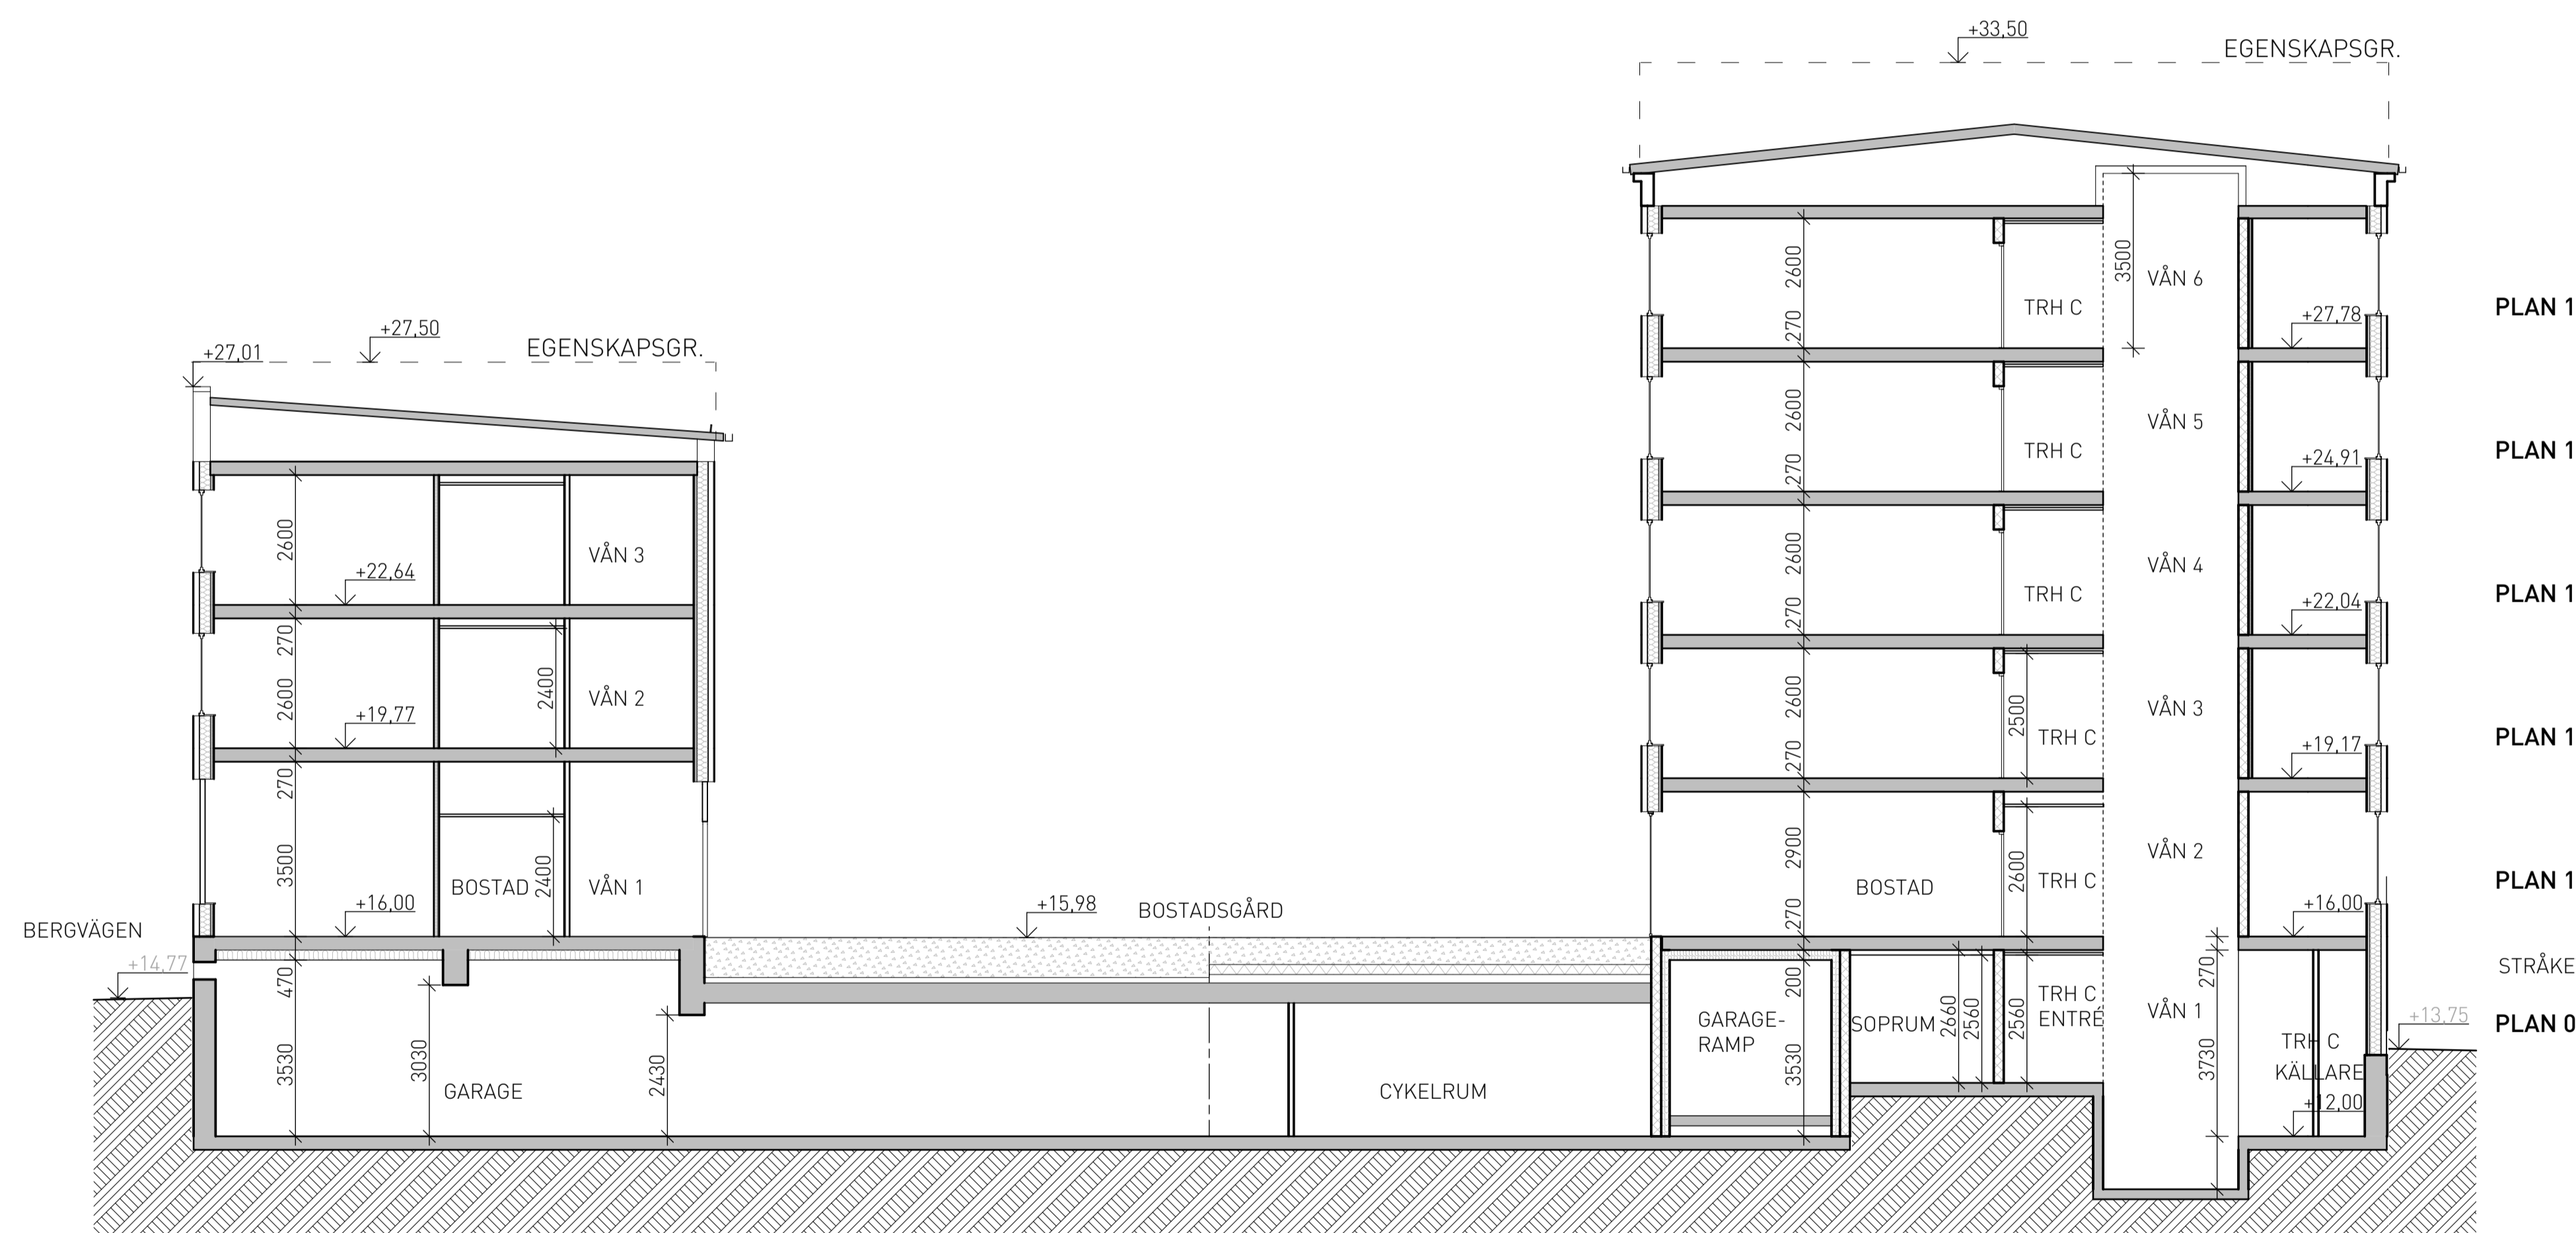 +33,50
EGENSKAPSGR.
+27,50
EGENSKAPSGR.
+27,01
2600
VÅN 3
+22,64
270
2600
2400
VÅN 2
+19,77
270
3500
BOSTAD
2400
VÅN 1
+16,00
BERGVÄGEN
+14,77
470
3530
3030
2430
GARAGE
+15,98
BOSTADSGÅRD
CYKELRUM
2600
3500
VÅN 6
TRH C
270
+27,78
PLAN 1
2600
VÅN 5
TRH C
270
+24,91
PLAN 1
2600
VÅN 4
TRH C
270
+22,04
PLAN 1
2600
2500
VÅN 3
TRH C
270
+19,17
PLAN 1
2900
2600
VÅN 2
BOSTAD
TRH C
270
+16,00
PLAN 1
200
GARAGE-
RAMP
3530
SOPRUM
2660
2560
2560
TRH C
ENTRÉ
VÅN 1
270
3730
TRH C
KÄLLARE
+12,00
STRÅKE
+13,75
PLAN 0